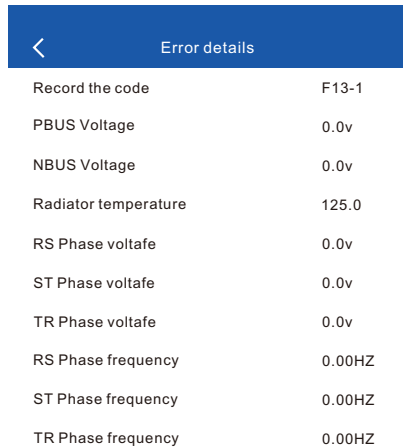 Error details
Record the code F13-1
PBUS Voltage 0.0v
NBUS Voltage 0.0v
Radiator temperature 125.0
RS Phase voltafe 0.0v
ST Phase voltafe 0.0v
TR Phase voltafe 0.0v
RS Phase frequency 0.00HZ
ST Phase frequency 0.00HZ
TR Phase frequency 0.00HZ